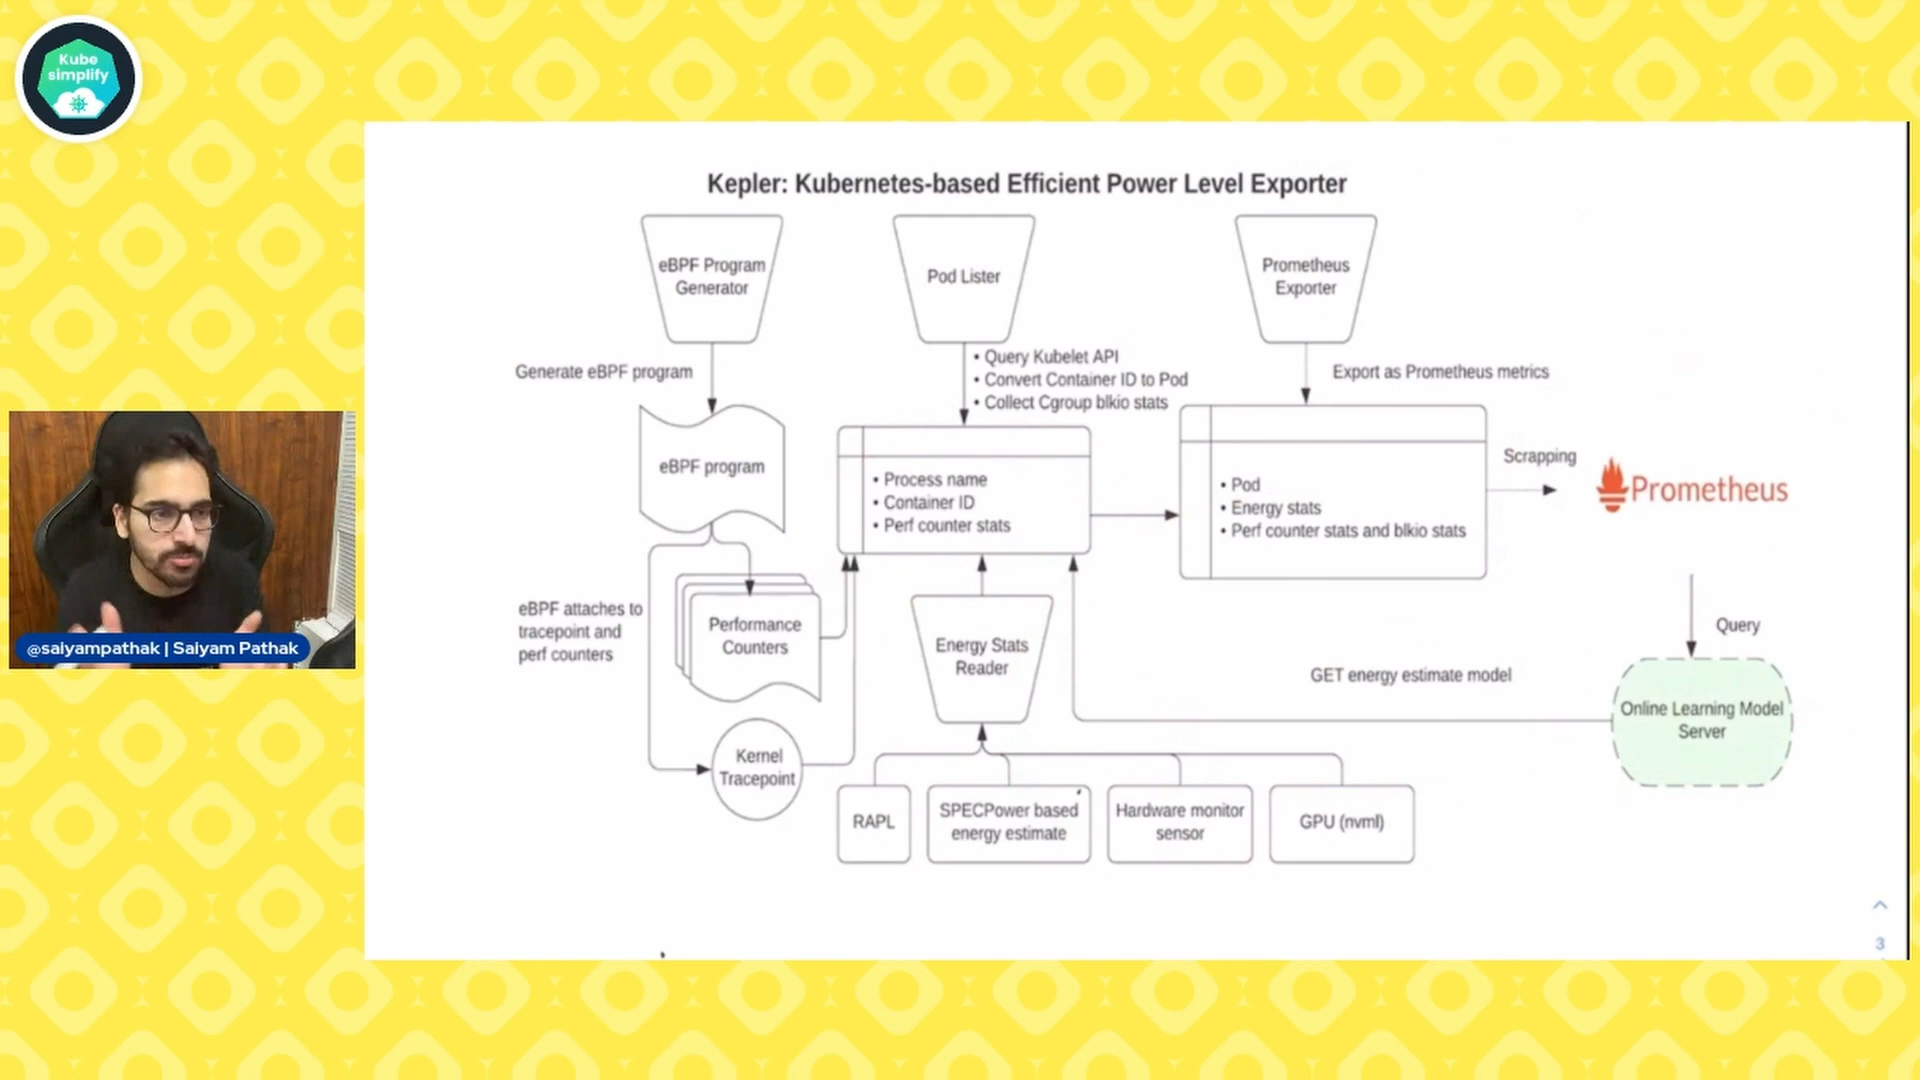 Kube
simplify
Kepler: Kubernetes-based Efficient Power Level Exporter
eBPF Program
Generator
Pod Lister
Prometheus
Exporter
Generate eBPF program
• Query Kubelet API
• Convert Container ID to Pod
• Collect Cgroup blkio stats
Export as Prometheus metrics
eBPF program
• Process name
• Container ID
• Perf counter stats
• Pod
• Energy stats
• Perf counter stats and blkio stats
Scrapping
Prometheus
eBPF attaches to
tracepoint and
perf counters
Performance
Counters
Energy Stats
Reader
Query
GET energy estimate model
Online Learning Model
Server
Kernel
Tracepoint
RAPL
SPECPower based
energy estimate
Hardware monitor
sensor
GPU (nvml)
@saiyampathak | Saiyam Pathak
3